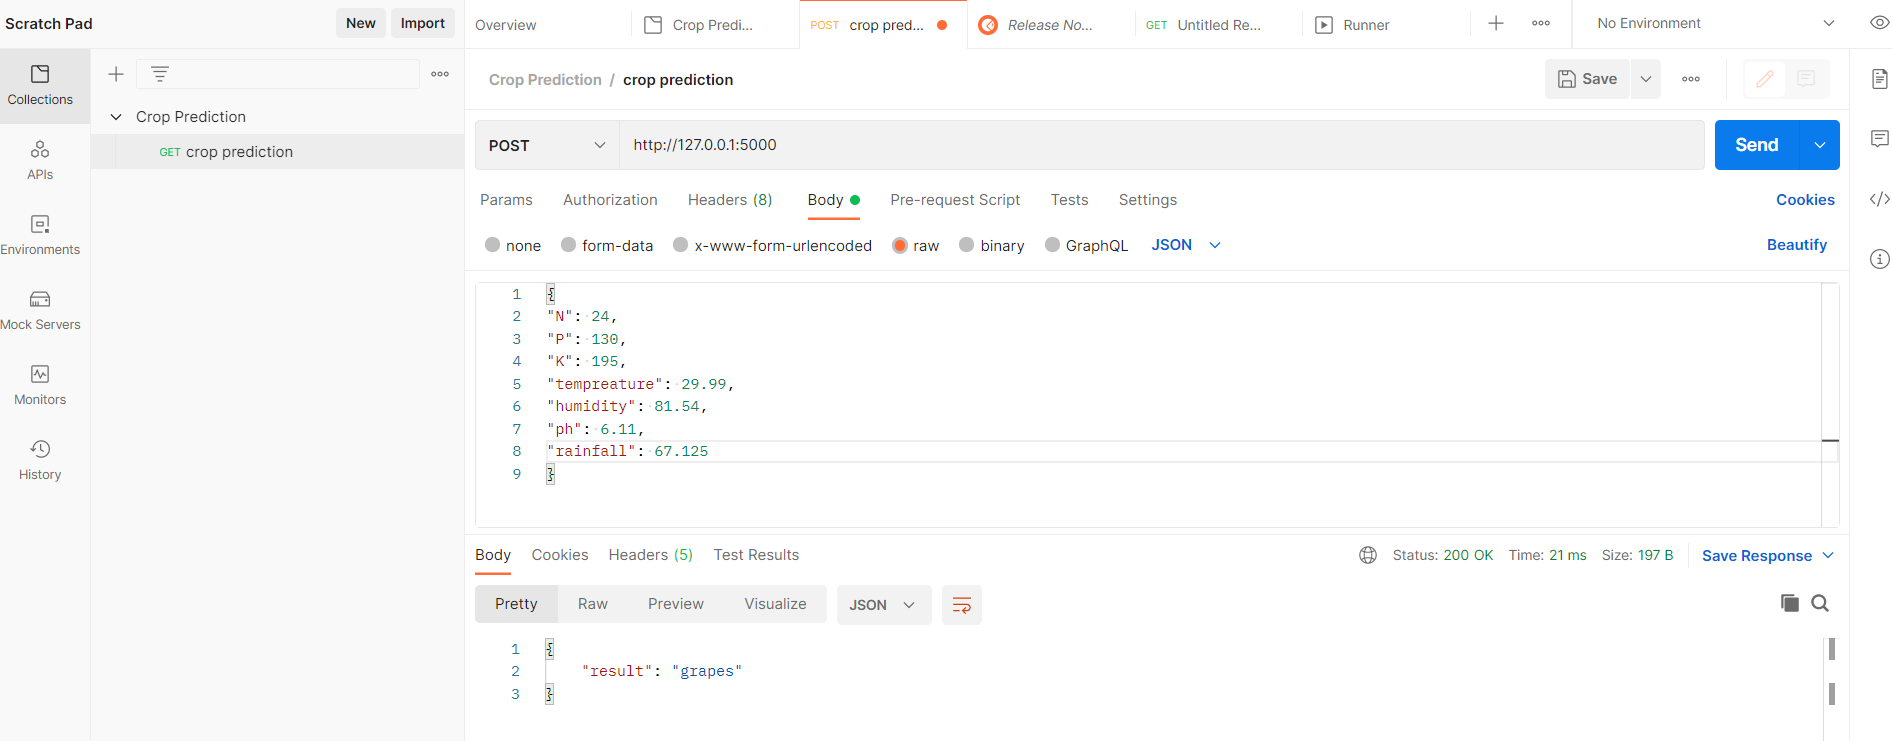 Scratch Pad
New
Import
Overview
Crop Predi...
POST crop pred...
Release No...
GET Untitled Re...
Runner
No Environment
Collections
APIs
Environments
Mock Servers
Monitors
History
Crop Prediction
GET crop prediction
Crop Prediction / crop prediction
Save
POST
http://127.0.0.1:5000
Send
Params
Authorization
Headers (8)
Body
Pre-request Script
Tests
Settings
Cookies
none
form-data
x-www-form-urlencoded
raw
binary
GraphQL
JSON
Beautify
1 {
2 "N": 24,
3 "P": 130,
4 "K": 195,
5 "tempreature": 29.99,
6 "humidity": 81.54,
7 "ph": 6.11,
8 "rainfall": 67.125
9 }
Body
Cookies
Headers (5)
Test Results
Status: 200 OK
Time: 21 ms
Size: 197 B
Save Response
Pretty
Raw
Preview
Visualize
JSON
1 {
2 "result": "grapes"
3 }